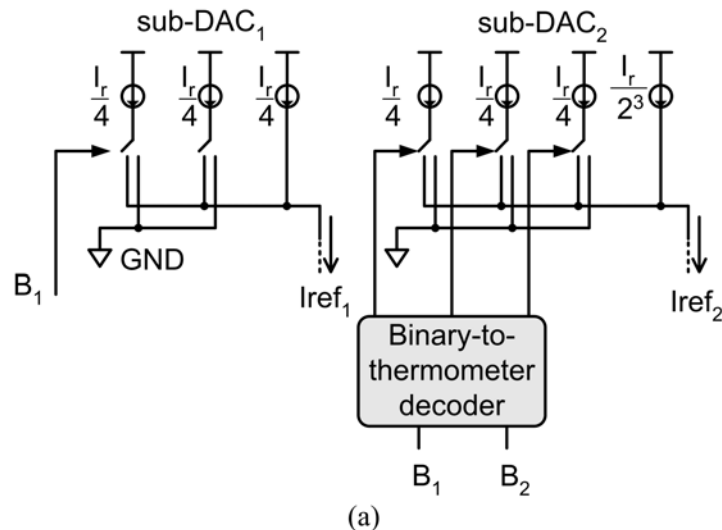 sub-DAC1
sub-DAC2
Ir/4
Ir/4
Ir/4
Ir/4
Ir/4
Ir/4
Ir/2^3
GND
B1
Iref1
Iref2
Binary-to-
thermometer
decoder
B1
B2
(a)